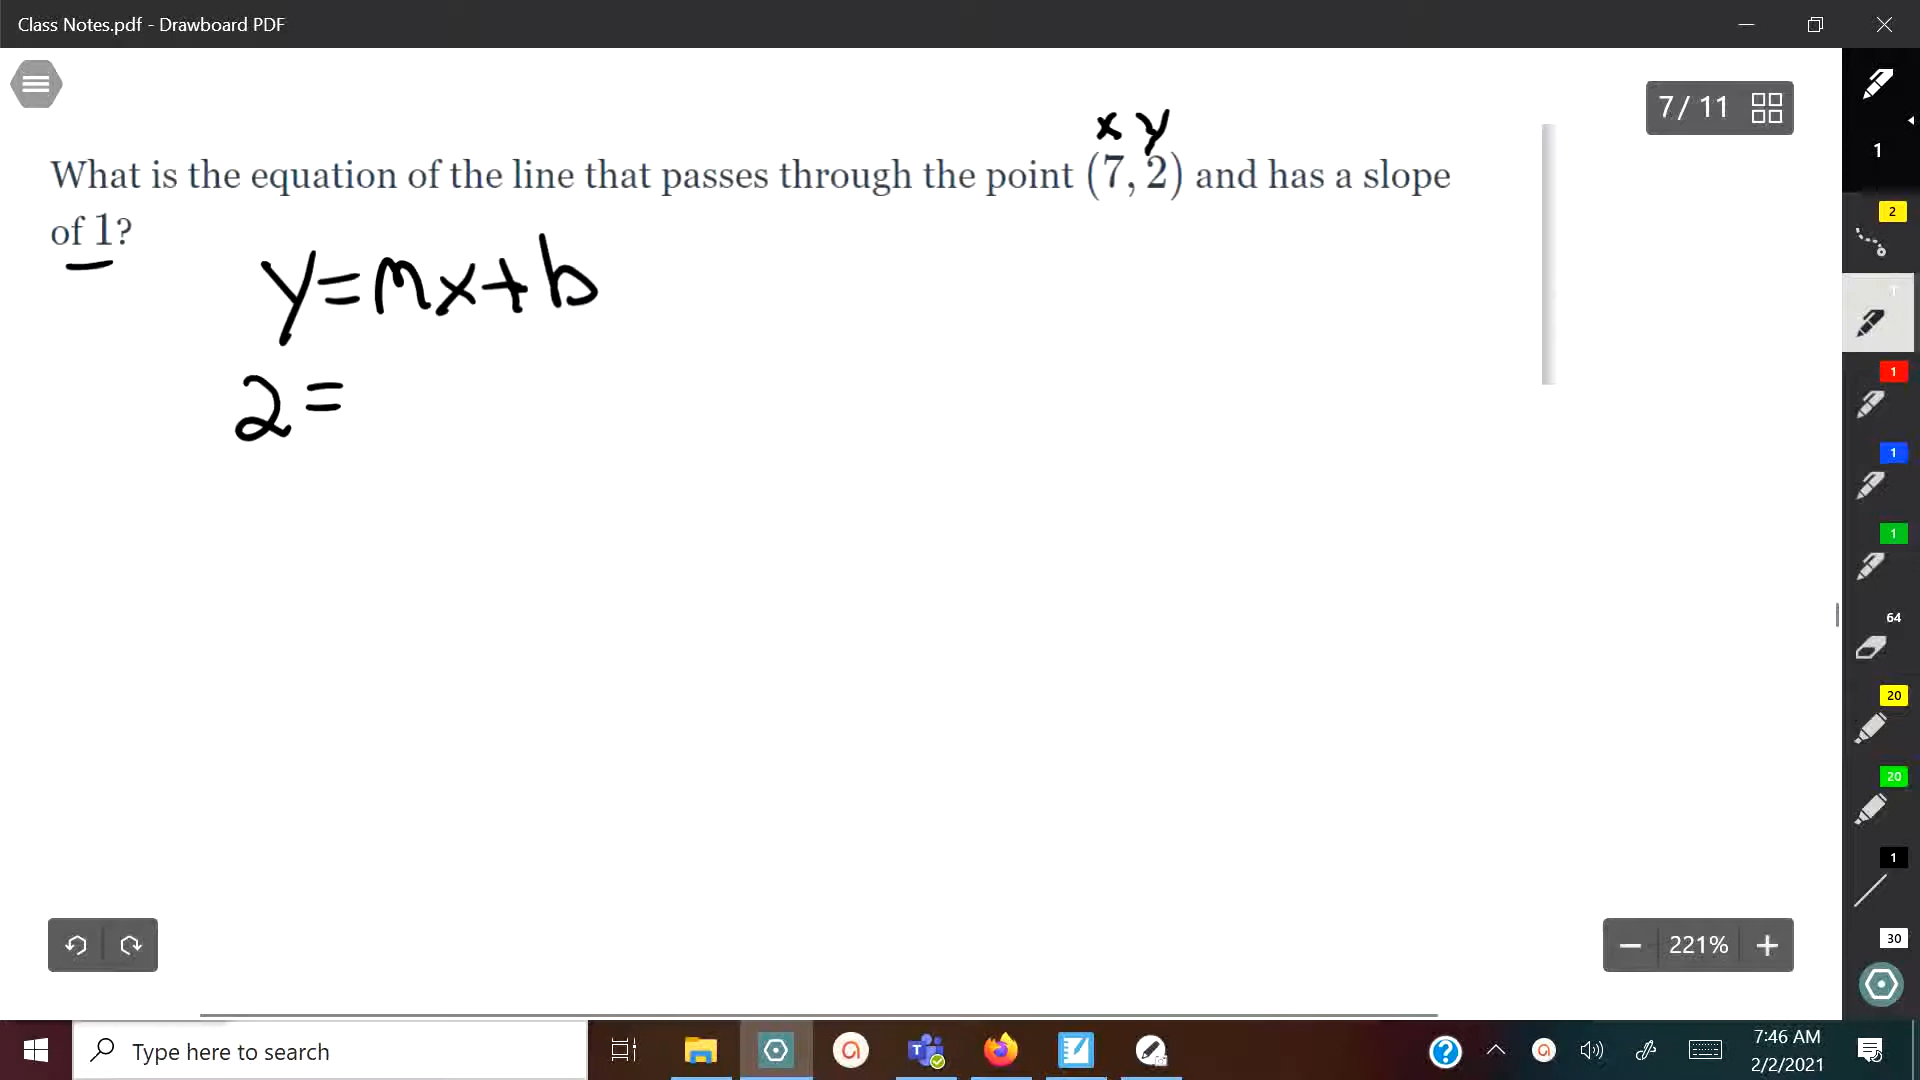 Class Notes.pdf - Drawboard PDF
7 / 11
x y
What is the equation of the line that passes through the point (7, 2) and has a slope
of 1?
y=mx+b
2=
1
2
T
1
1
1
64
20
20
1
30
221%
Type here to search
7:46 AM
2/2/2021